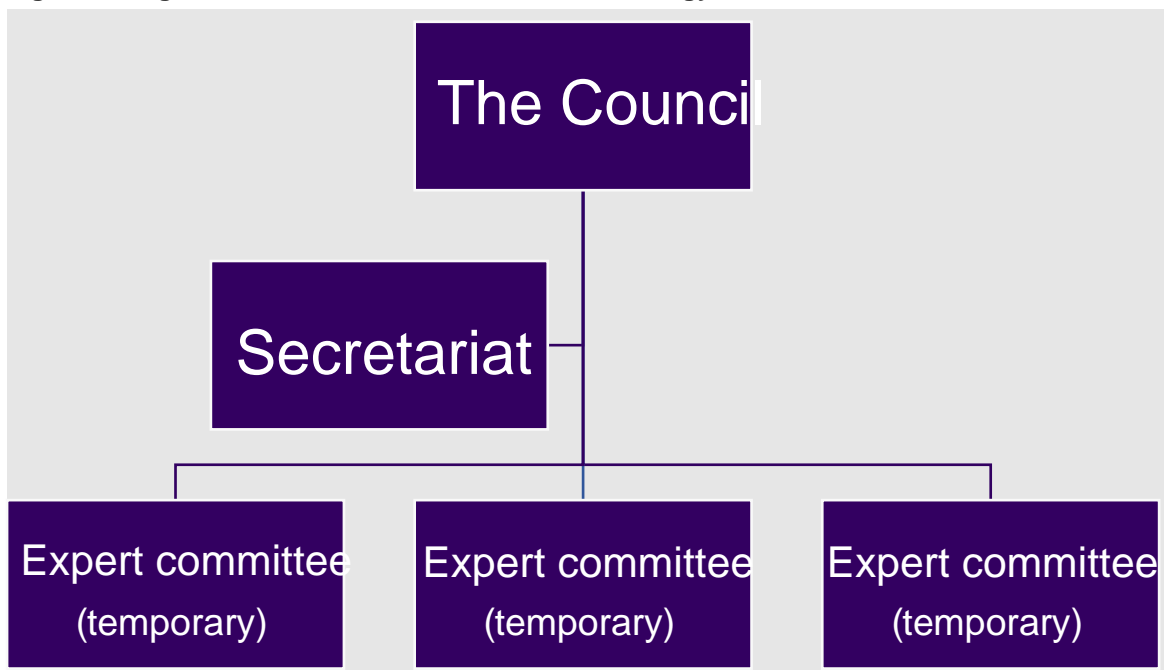 The Council
Secretariat
Expert committee
(temporary)
Expert committee
(temporary)
Expert committee
(temporary)